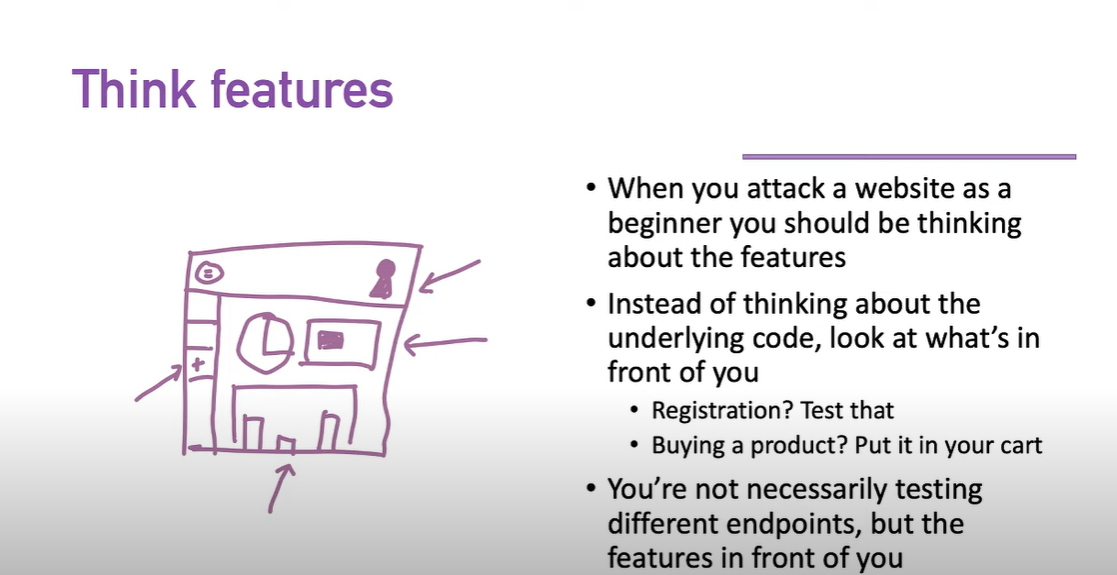 Think features
• When you attack a website as a
beginner you should be thinking
about the features
• Instead of thinking about the
underlying code, look at what's in
front of you
• Registration? Test that
• Buying a product? Put it in your cart
• You're not necessarily testing
different endpoints, but the
features in front of you